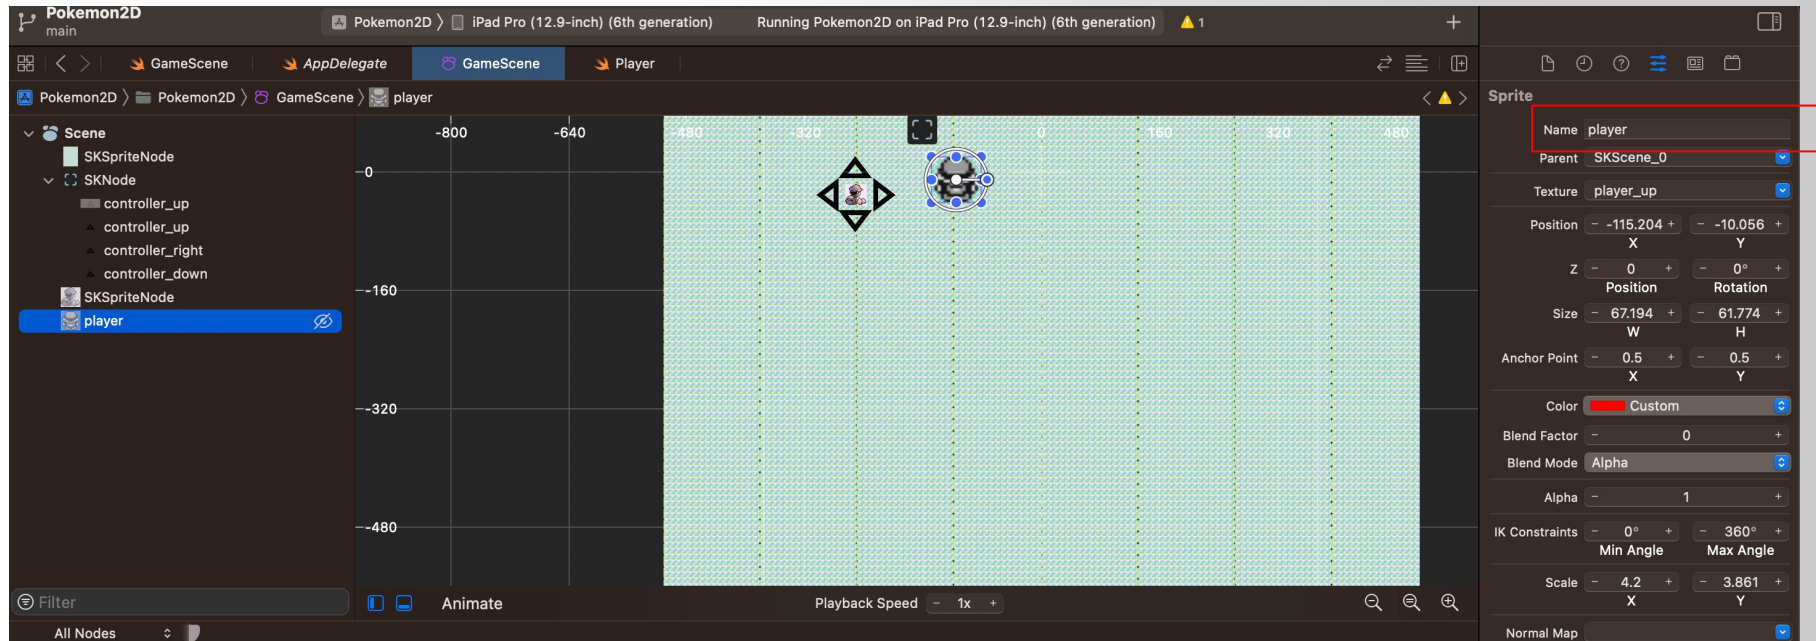 Pokemon2D
main
Pokemon2D 〉 iPad Pro (12.9-inch) (6th generation)
Running Pokemon2D on iPad Pro (12.9-inch) (6th generation)
1
GameScene
AppDelegate
GameScene
Player
Pokemon2D 〉 Pokemon2D 〉 GameScene 〉 player
Scene
SKSpriteNode
SKNode
controller_up
controller_up
controller_right
controller_down
SKSpriteNode
player
Filter
All Nodes
-800 -640 -480 -320 0 160 320 480
0
-160
-320
-480
Animate
Playback Speed - 1x +
Sprite
Name player
Parent SKScene_0
Texture player_up
Position - -115.204 + - -10.056 +
X Y
Z - 0 + - 0° +
Position Rotation
Size - 67.194 + - 61.774 +
W H
Anchor Point - 0.5 + - 0.5 +
X Y
Color Custom
Blend Factor - 0 +
Blend Mode Alpha
Alpha - 1 +
IK Constraints - 0° + - 360° +
Min Angle Max Angle
Scale - 4.2 + - 3.861 +
X Y
Normal Map